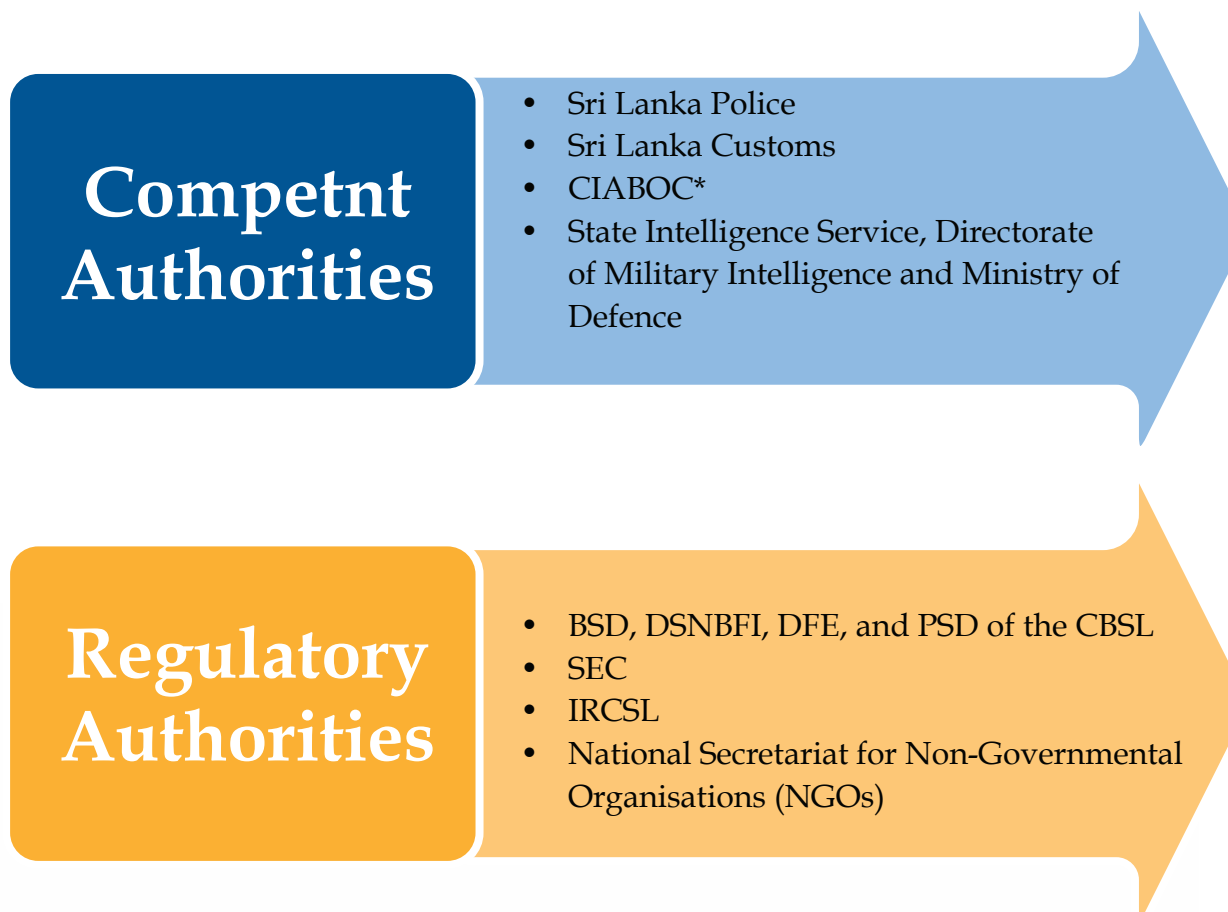 Competnt
Authorities
• Sri Lanka Police
• Sri Lanka Customs
• CIABOC*
• State Intelligence Service, Directorate
of Military Intelligence and Ministry of
Defence
Regulatory
Authorities
• BSD, DSNBFI, DFE, and PSD of the CBSL
• SEC
• IRCSL
• National Secretariat for Non-Governmental
Organisations (NGOs)